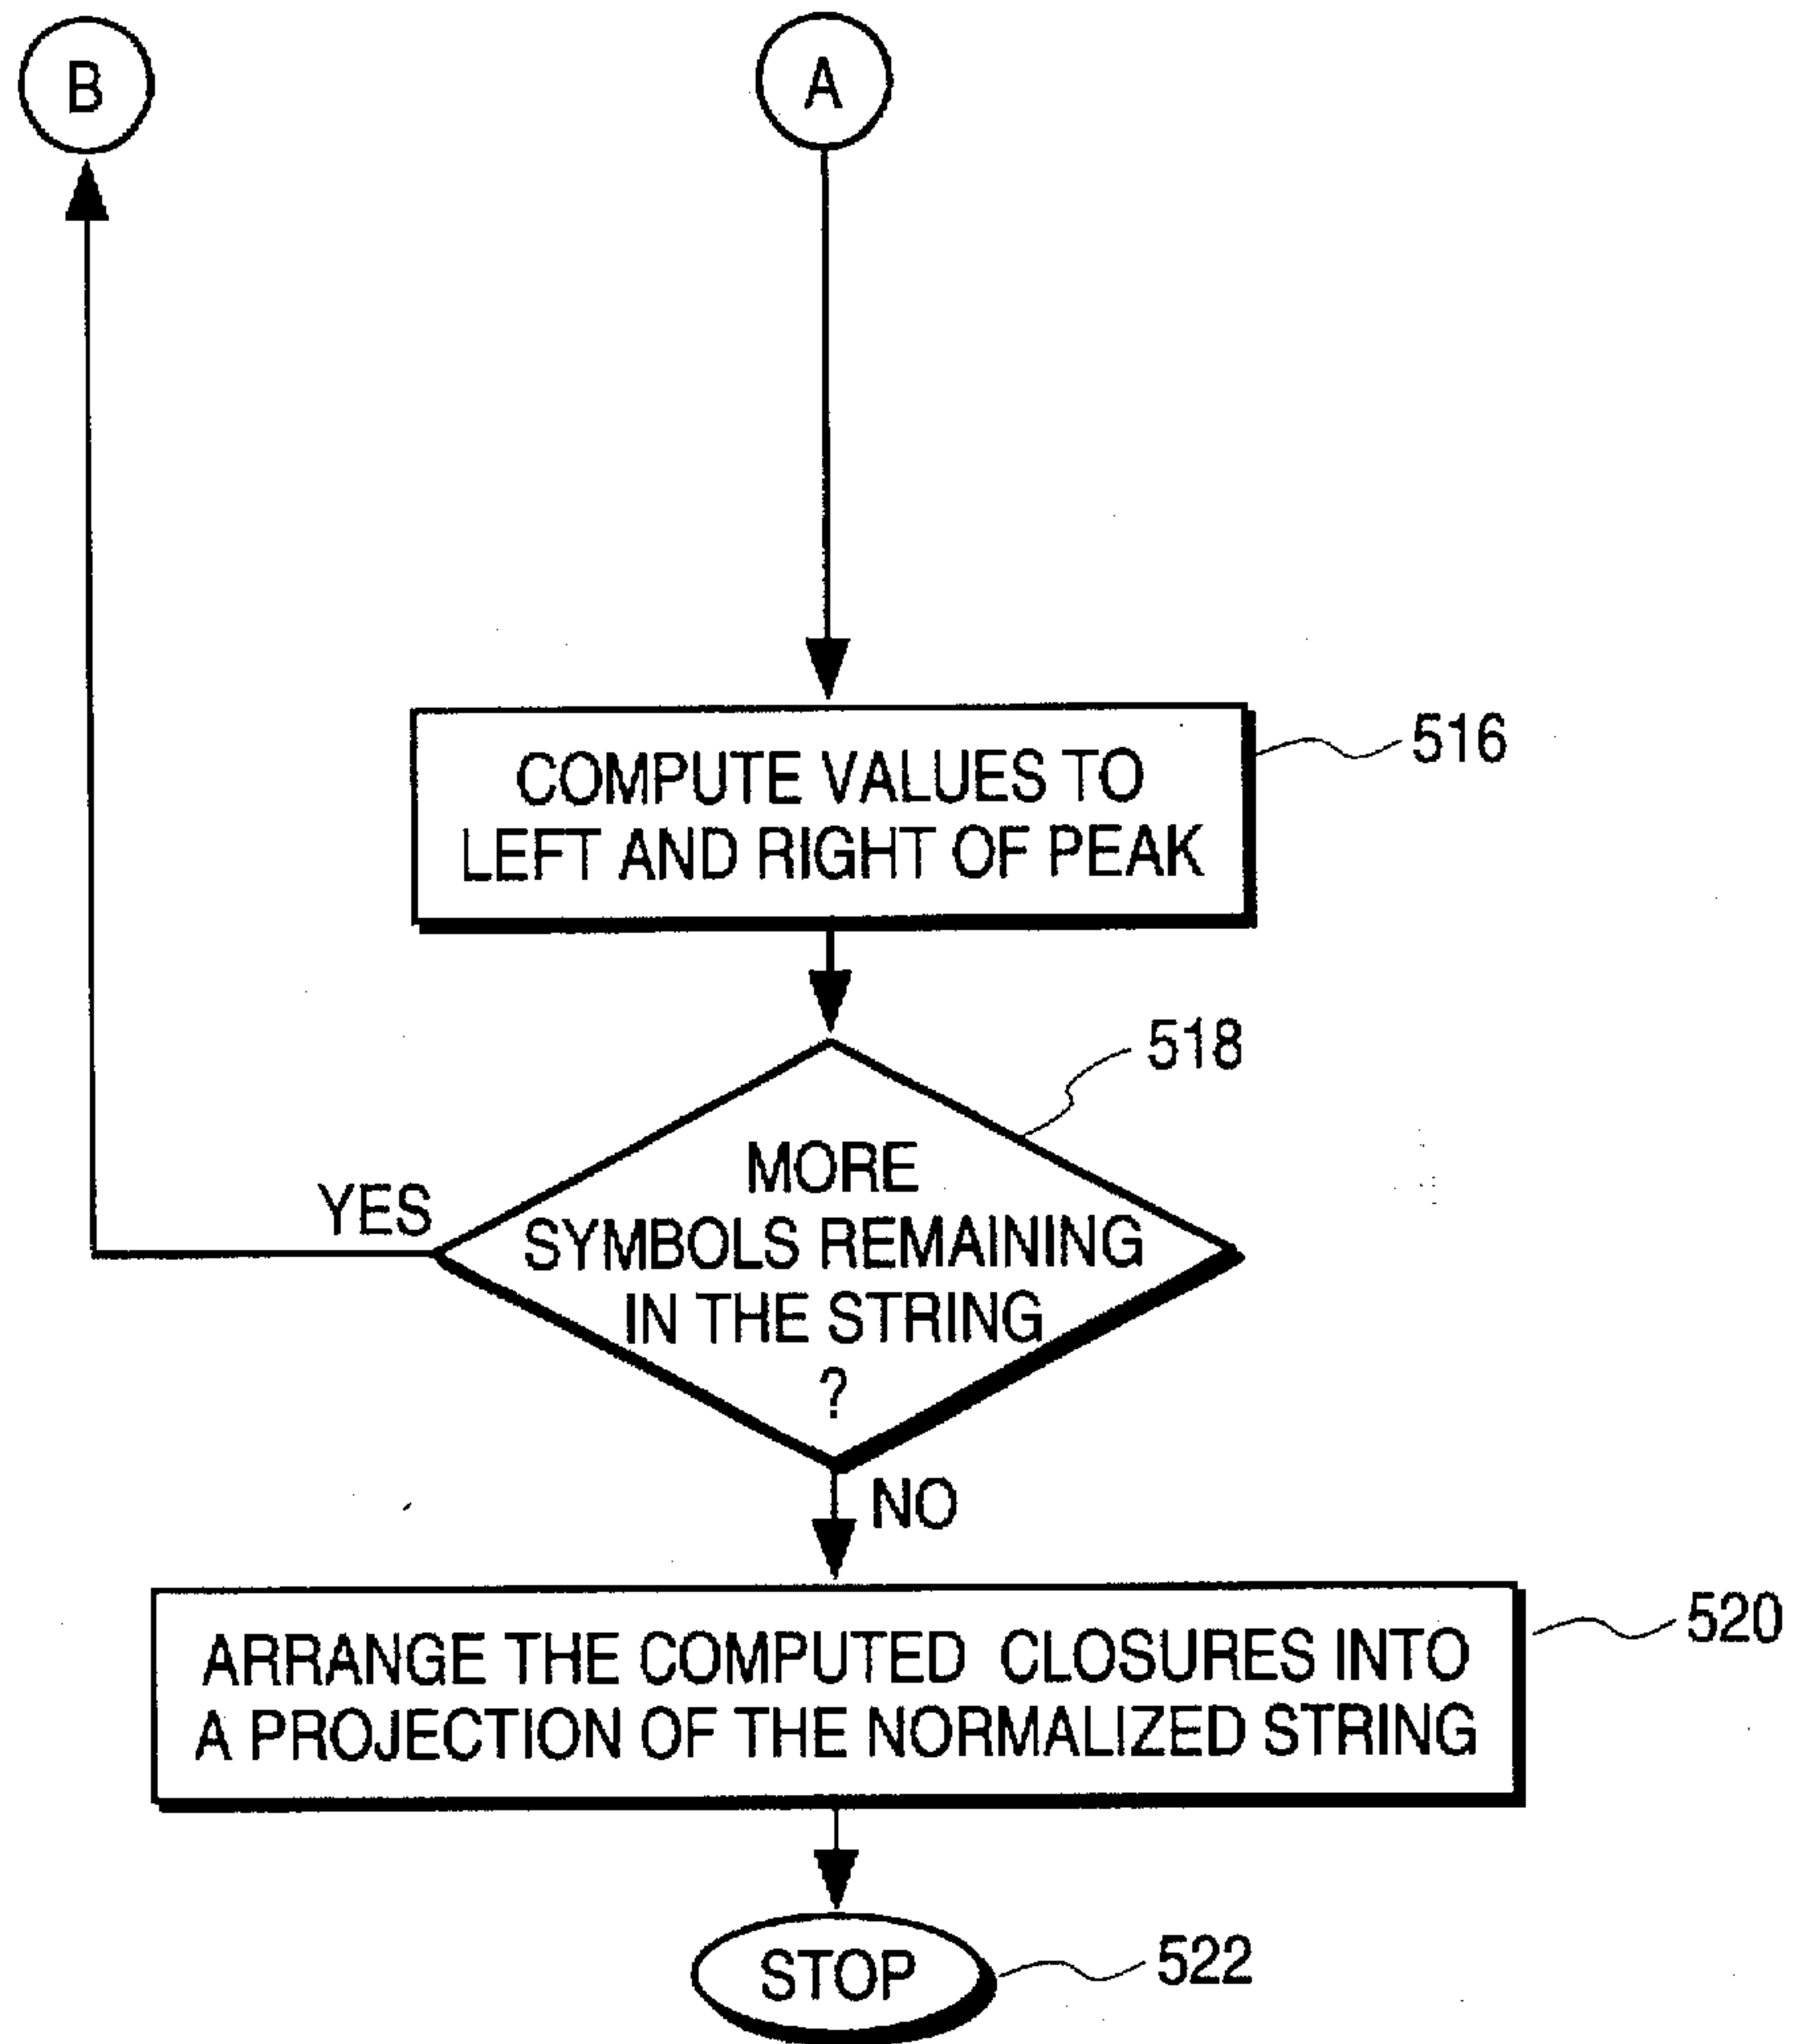 B
A
COMPUTE VALUES TO
LEFT AND RIGHT OF PEAK
516
518
MORE
SYMBOLS REMAINING
IN THE STRING
?
YES
NO
ARRANGE THE COMPUTED CLOSURES INTO
A PROJECTION OF THE NORMALIZED STRING
520
STOP
522